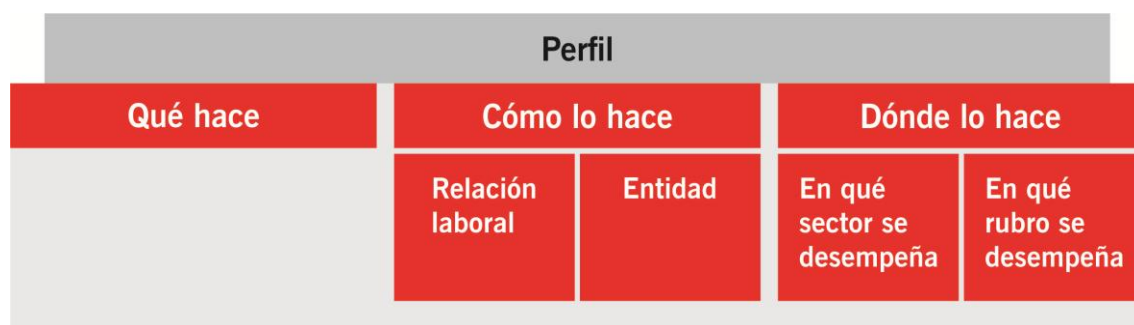 Perfil
Qué hace
Cómo lo hace
Dónde lo hace
Relación
laboral
Entidad
En qué
sector se
desempeña
En qué
rubro se
desempeña